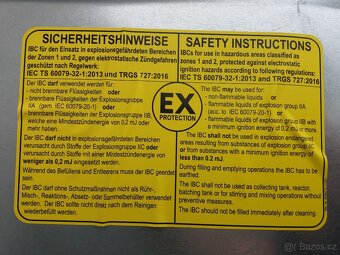 SICHERHEITSHINWEISE
IBC für den Einsatz in explosionsgefährdeten Bereichen
der Zonen 1 und 2, gegen elektrostatische Zündgefahren
geschützt nach Regelwerk:
IEC TS 60079-32-1:2013 und TRGS 727:2016
Der IBC darf verwendet werden für:
- nicht brennbare Flüssigkeiten oder
- brennbare Flüssigkeiten der Explosionsgruppe
IIA (gem. IEC 60079-20-1) oder
- brennbare Flüssigkeiten der Explosionsgruppe IIB,
welche mit einer Mindestzündenergie von
0.2 mJ oder mehr
Der IBC darf nicht in explosionsgefährdeten Bereichen
verursacht durch Stoffe der Explosionsgruppe IIC oder
verursacht durch Stoffe mit einer Mindestzündenergie von
weniger als 0.2 mJ eingesetzt werden.
Während des Befüllens und Entleerens muss der IBC geerdet
sein.
Der IBC darf ohne Schutzmaßnahmen nicht als Rühr-,
Misch-, Reaktions-, Absetz- oder Sammelbehälter verwendet
werden.
Der IBC sollte nicht direkt nach dem Reinigen
wiederbefüllt werden.
EX
PROTECTION
SAFETY INSTRUCTIONS
IBCs for use in hazardous areas classified as
zones 1 and 2, protected against electrostatic
ignition hazards according to following regulations:
IEC TS 60079-32-1:2013 and TRGS 727:2016
The IBC may be used for:
- non-flammable liquids or
- flammable liquids of explosion group IIA
(acc. to IEC 60079-20-1) or
- flammable liquids of explosion group IIB with a
minimum ignition energy of 0.2 mJ or more
The IBC shall not be used in explosion areas resulting
from substances of explosion group IIC or
from substances with a minimum ignition energy of
less than 0.2 mJ
During filling and emptying operations the IBC has to be
earthed.
The IBC shall not be used as collecting tank, reactor,
batching tank or for stirring and mixing operations without
preventive measures.
The IBC should not be refilled immediately after cleaning.